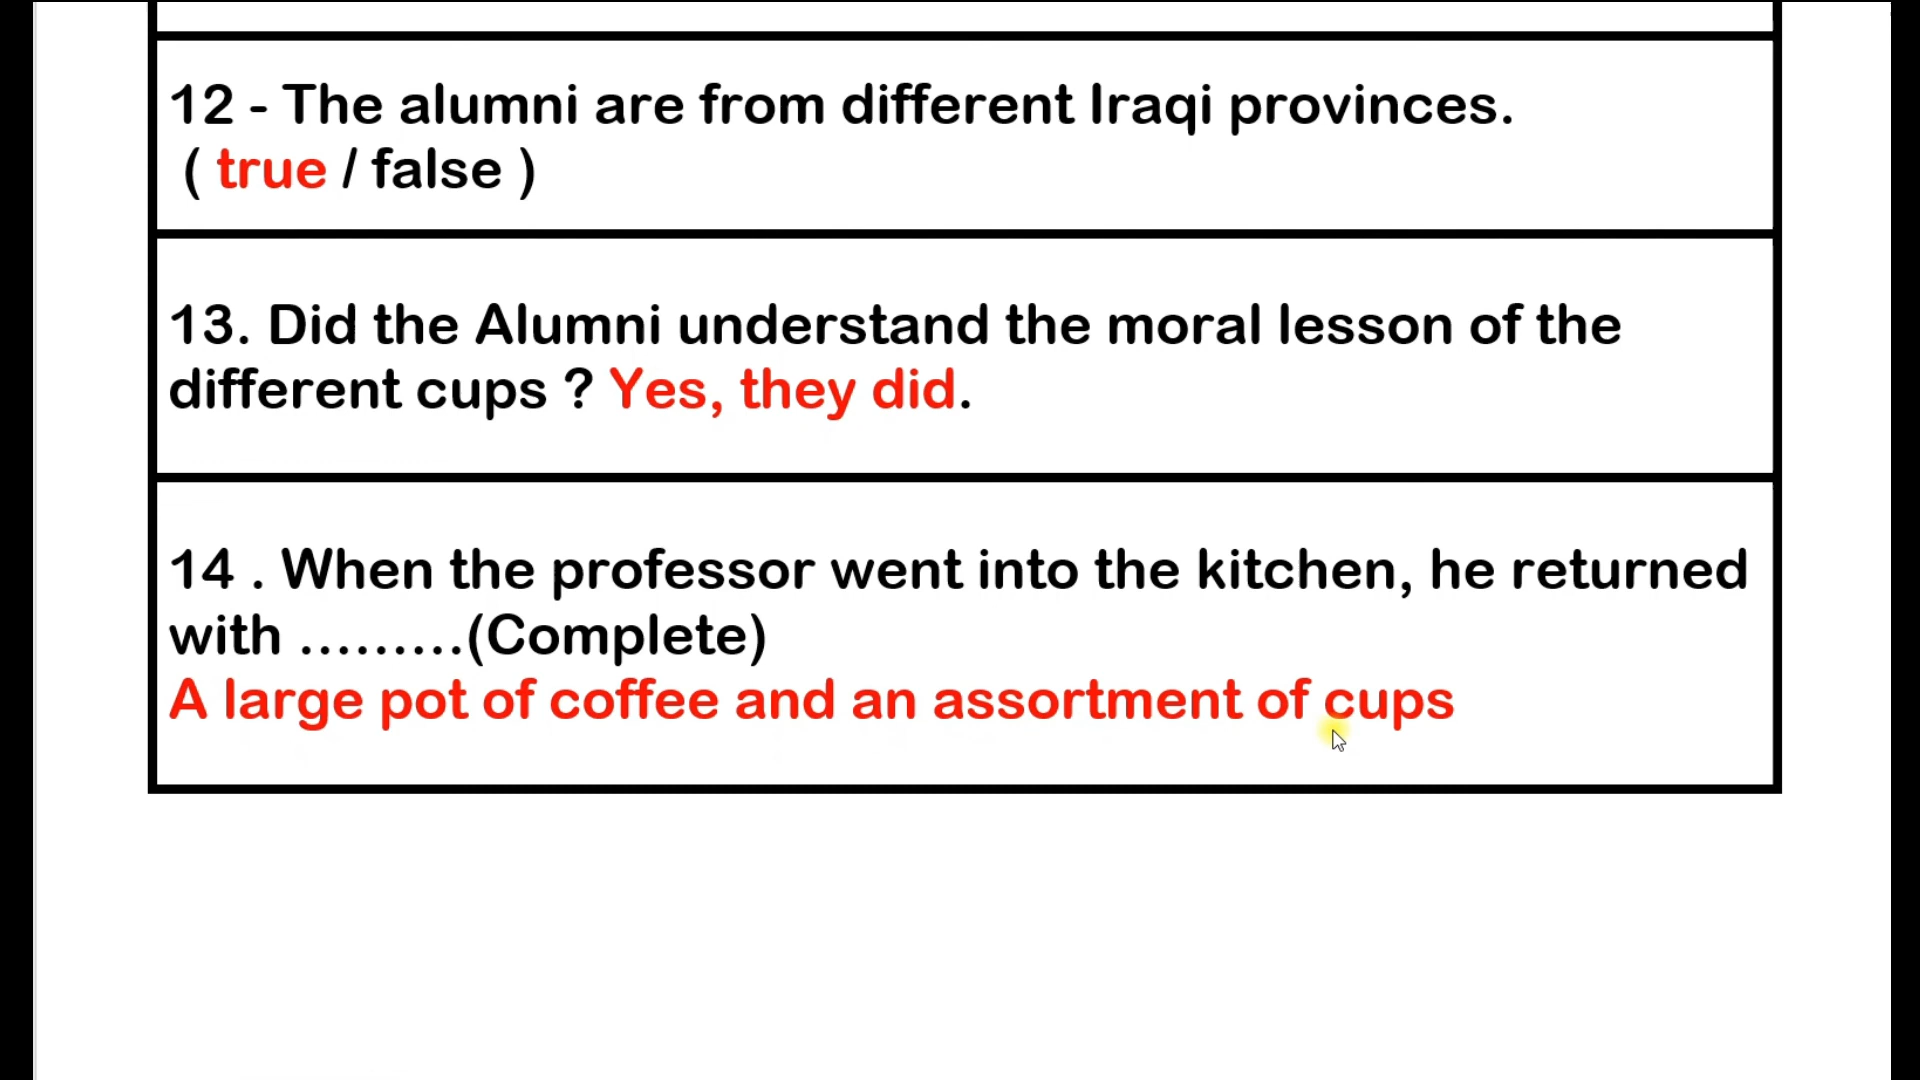 12 - The alumni are from different Iraqi provinces.
( true / false )
13. Did the Alumni understand the moral lesson of the
different cups ? Yes, they did.
14 . When the professor went into the kitchen, he returned
with .........(Complete)
A large pot of coffee and an assortment of cups